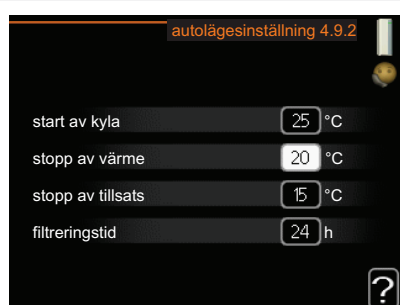 autolägesinställning 4.9.2
start av kyla 25 °C
stopp av värme 20 °C
stopp av tillsats 15 °C
filtreringstid 24 h
?